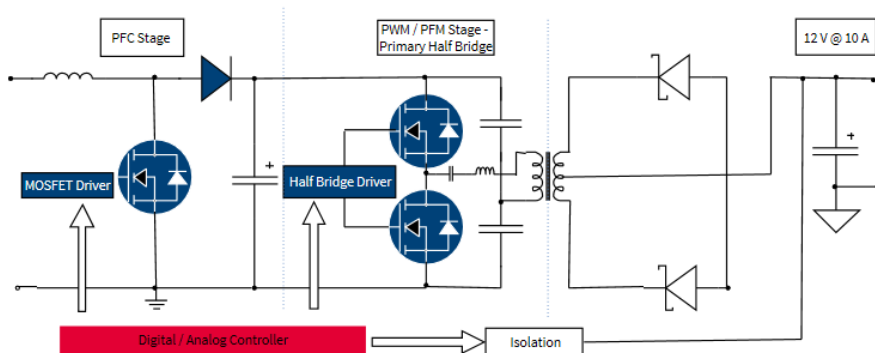 PFC Stage
PWM / PFM Stage -
Primary Half Bridge
12 V @ 10 A
+
+
MOSFET Driver
Half Bridge Driver
Digital / Analog Controller
Isolation